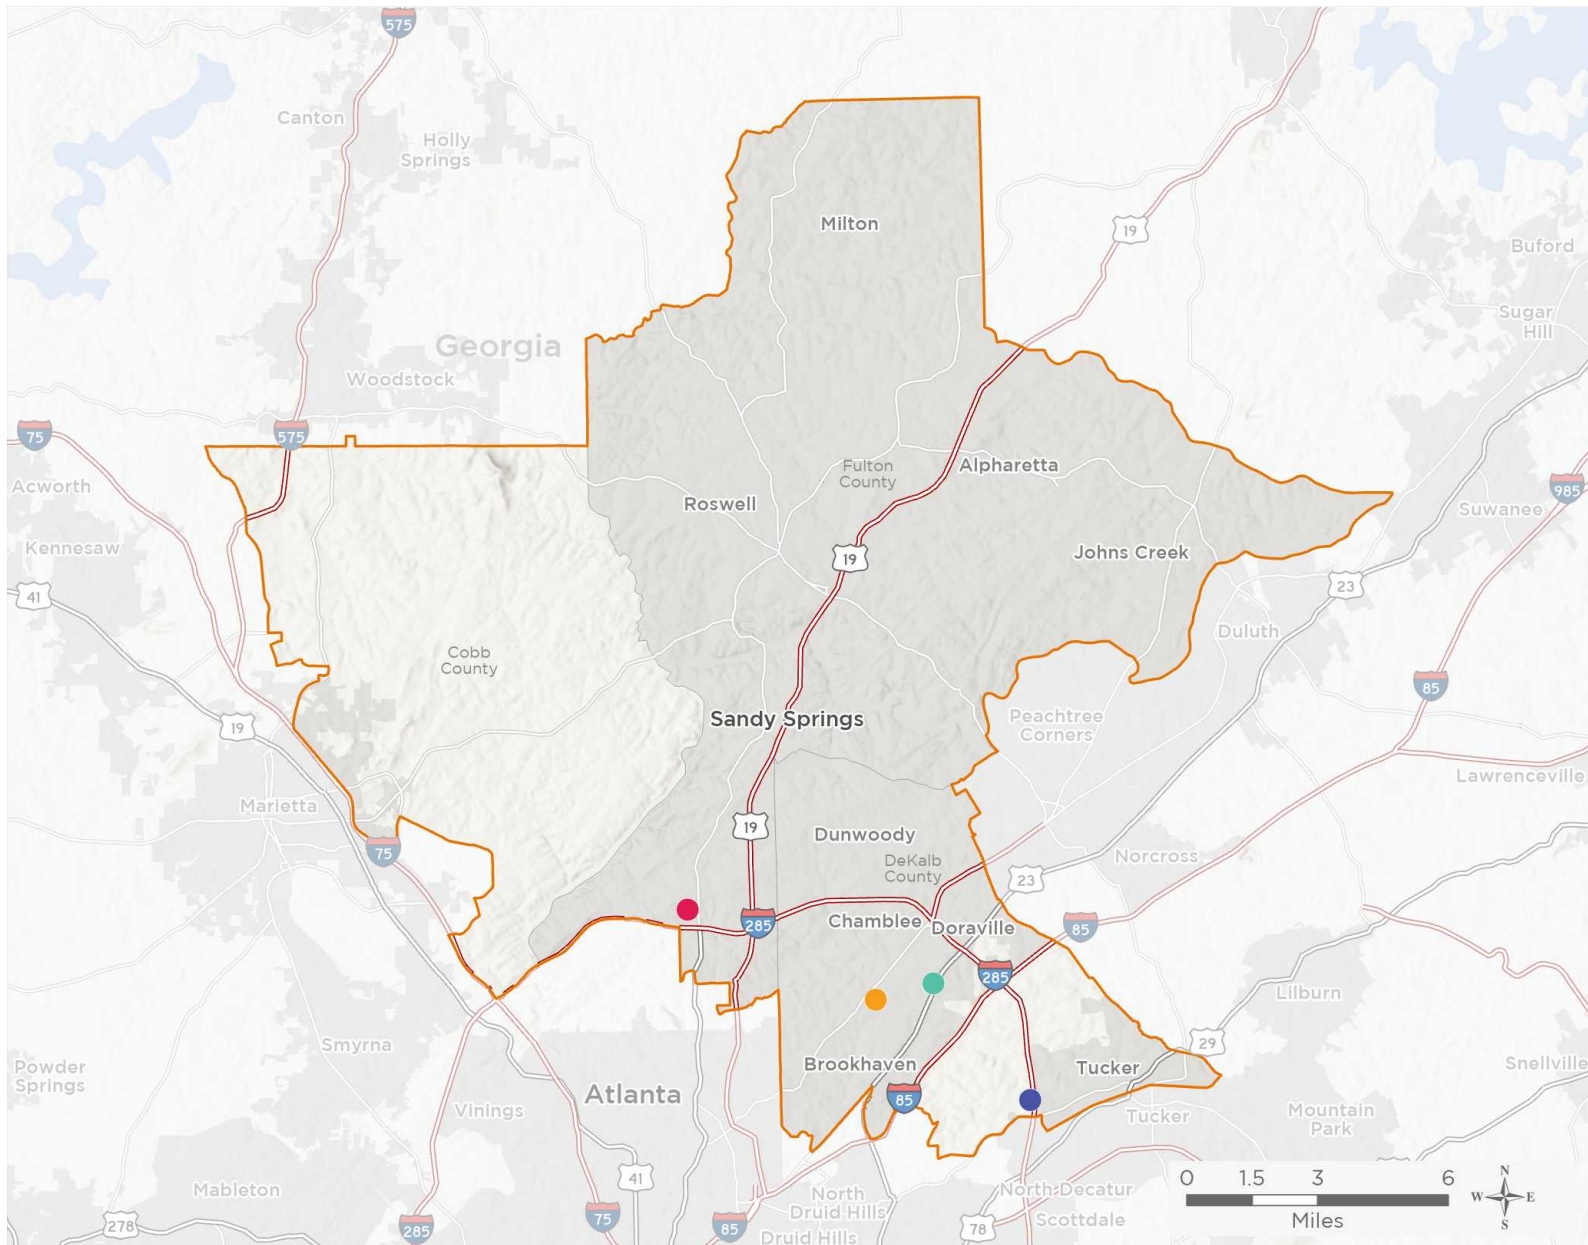 575
Canton
Holly
Springs
Milton
19
Buford
Sugar
Hill
Georgia
Woodstock
75
575
Fulton
County
Alpharetta
Acworth
985
Roswell
Suwanee
Kennesaw
19
Johns Creek
41
23
Duluth
Cobb
County
85
Sandy Springs
Peachtree
Corners
19
Lawrenceville
Marietta
19
Dunwoody
75
DeKalb
County
Norcross
23
285
Chamblee
Doraville
85
285
Lilburn
Smyrna
29
Powder
Springs
Brookhaven
Tucker
Snellville
Atlanta
85
Vinings
Tucker
Mountain
Park
41
Mableton
North
Druid Hills
North Decatur
Scottdale
278
285
75
85
78
Druid Hills
0 1.5 3 6
Miles
N
W E
S